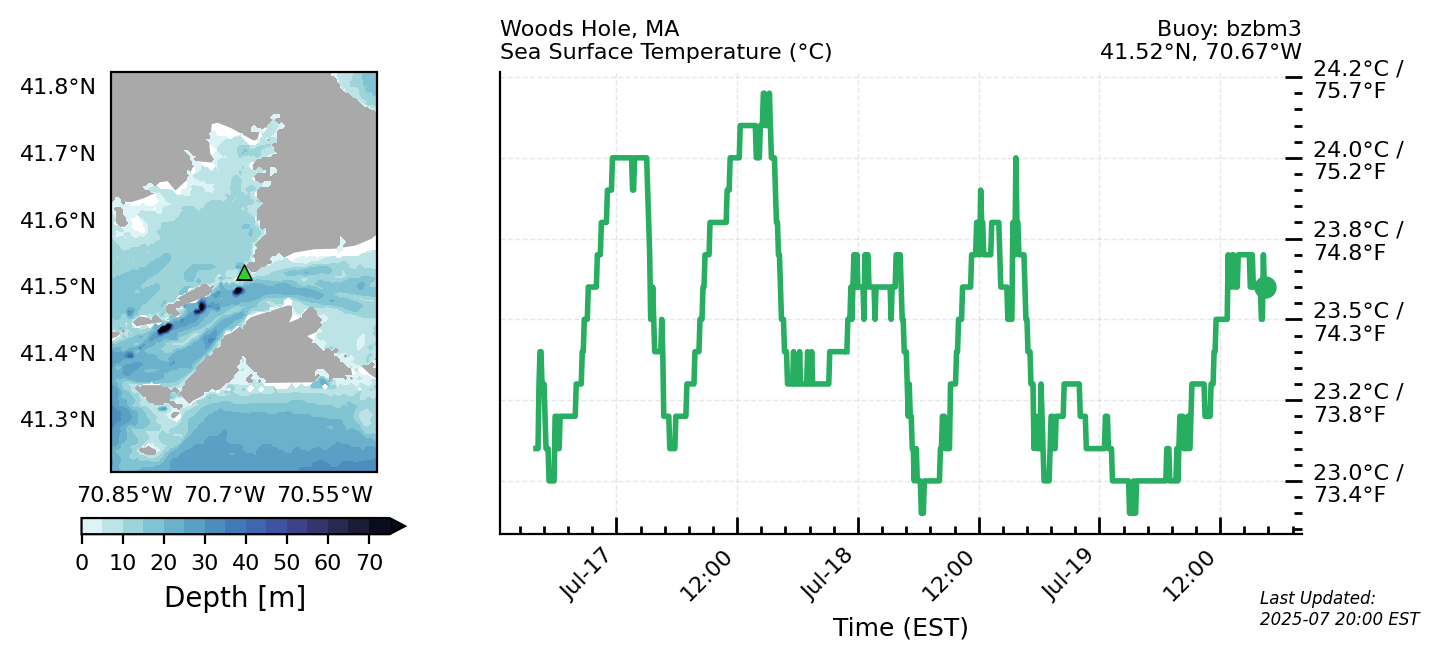 Woods Hole, MA
Sea Surface Temperature (°C)
Buoy: bzbm3
41.52°N, 70.67°W
41.8°N
41.7°N
41.6°N
41.5°N
41.4°N
41.3°N
70.85°W 70.7°W 70.55°W
0 10 20 30 40 50 60 70
Depth [m]
24.2°C /
75.7°F
24.0°C /
75.2°F
23.8°C /
74.8°F
23.5°C /
74.3°F
23.2°C /
73.8°F
23.0°C /
73.4°F
Jul-17
12:00
Jul-18
12:00
Jul-19
12:00
Time (EST)
Last Updated:
2025-07 20:00 EST